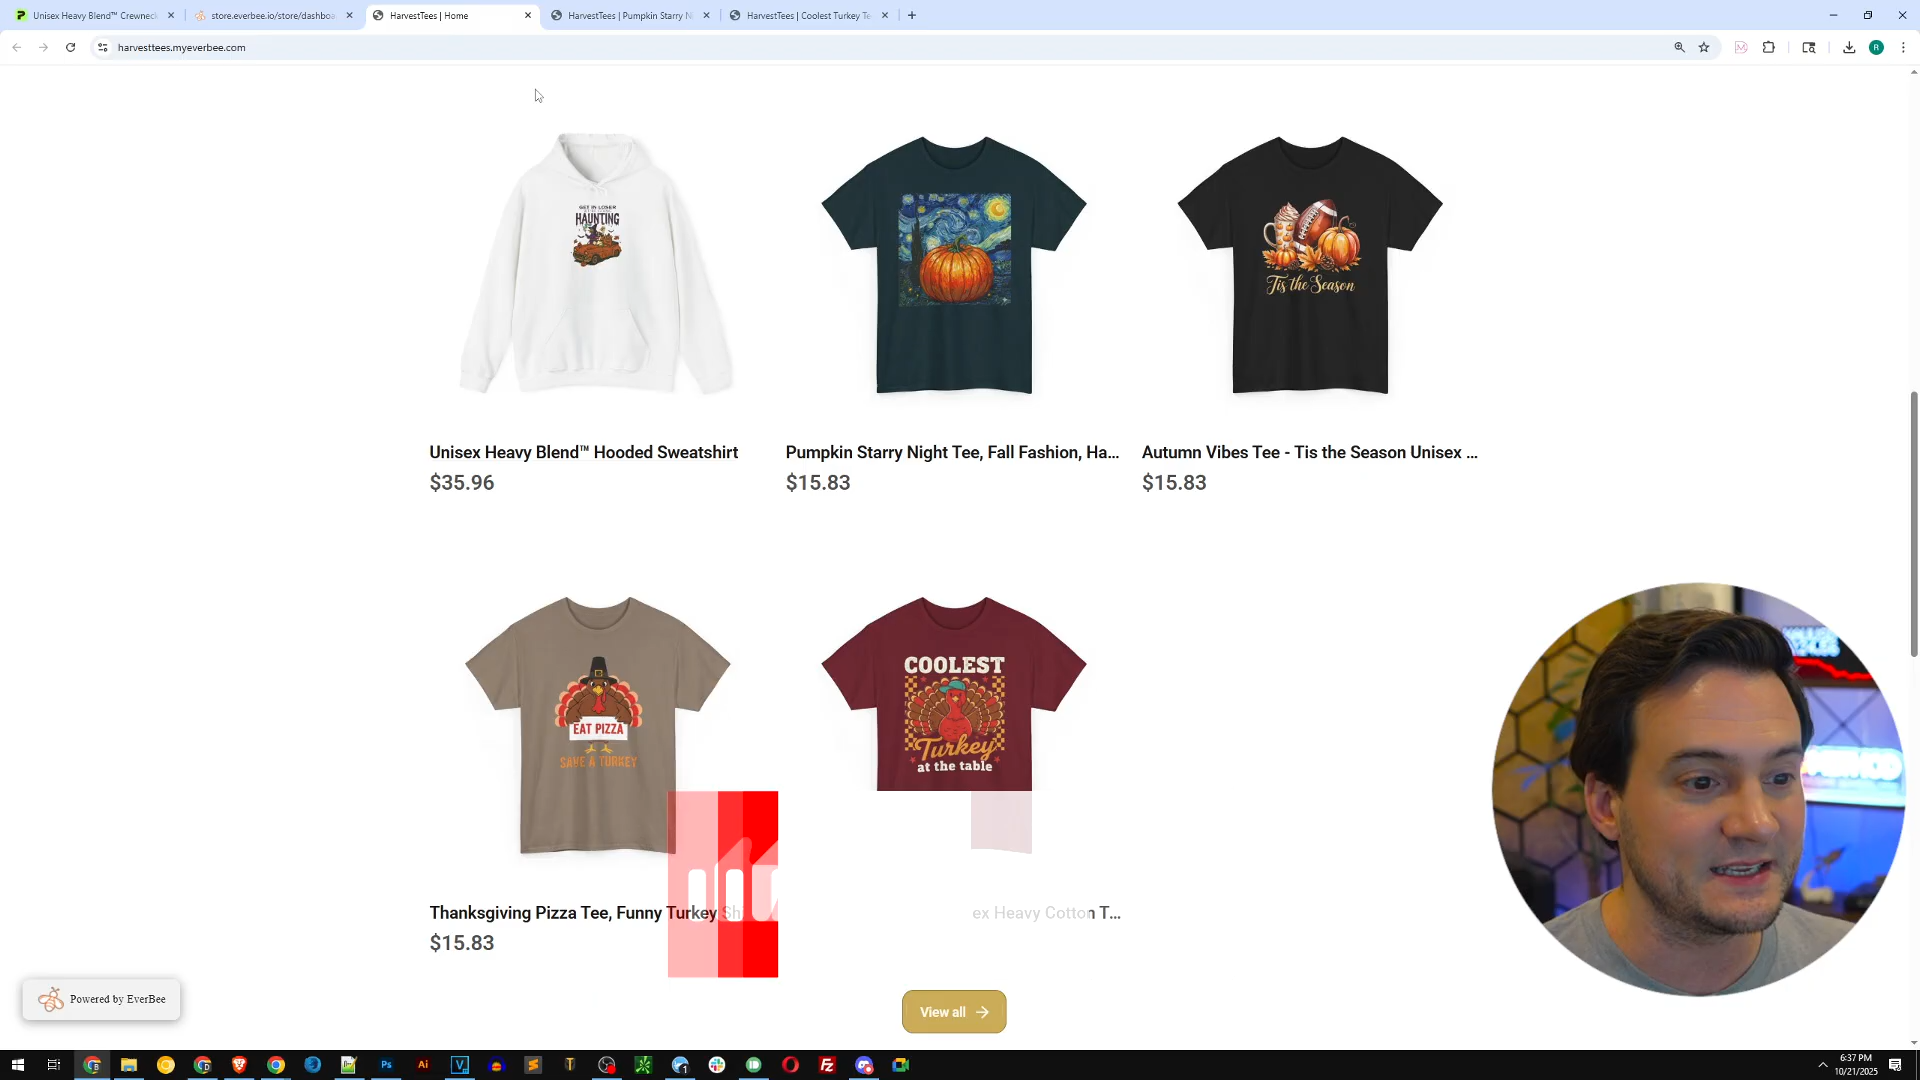 Unisex Heavy Blend™ Crewneck
store.everbee.io/store/dashboa
HarvestTees | Home
HarvestTees | Pumpkin Starry N
HarvestTees | Coolest Turkey Te
harvesttees.myeverbee.com
GET IN LOSER
HAUNTING
Tis the Season
Unisex Heavy Blend™ Hooded Sweatshirt
Pumpkin Starry Night Tee, Fall Fashion, Ha...
Autumn Vibes Tee - Tis the Season Unisex ...
$35.96
$15.83
$15.83
EAT PIZZA
SAVE A TURKEY
COOLEST
Turkey
at the table
Thanksgiving Pizza Tee, Funny Turkey Sh
ex Heavy Cotton T...
$15.83
Powered by EverBee
View all
6:37 PM
10/21/2025